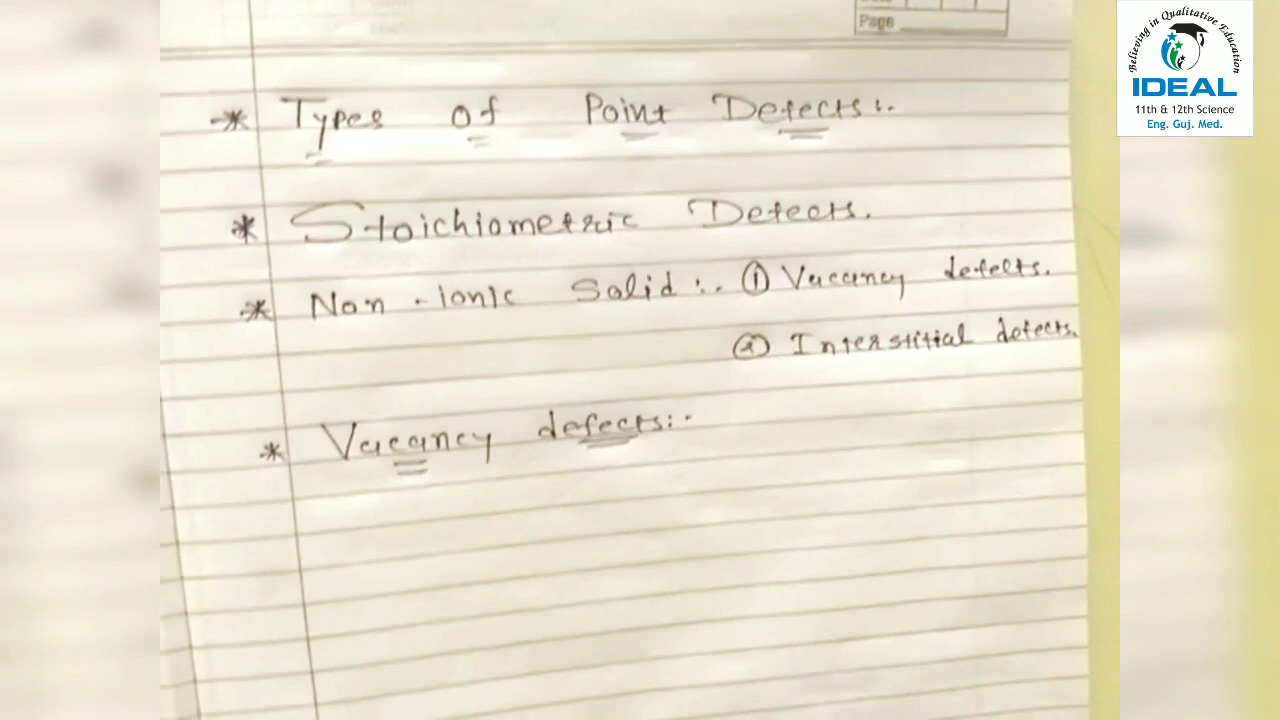 Page
* Types of Point Defects:-
* Stoichiometric Defects.
* Non-ionic Solid:- ① Vacancy defects.
② Interstitial defects.
* Vacancy defects:-
Believing in Qualitative Education
IDEAL
11th & 12th Science
Eng. Guj. Med.